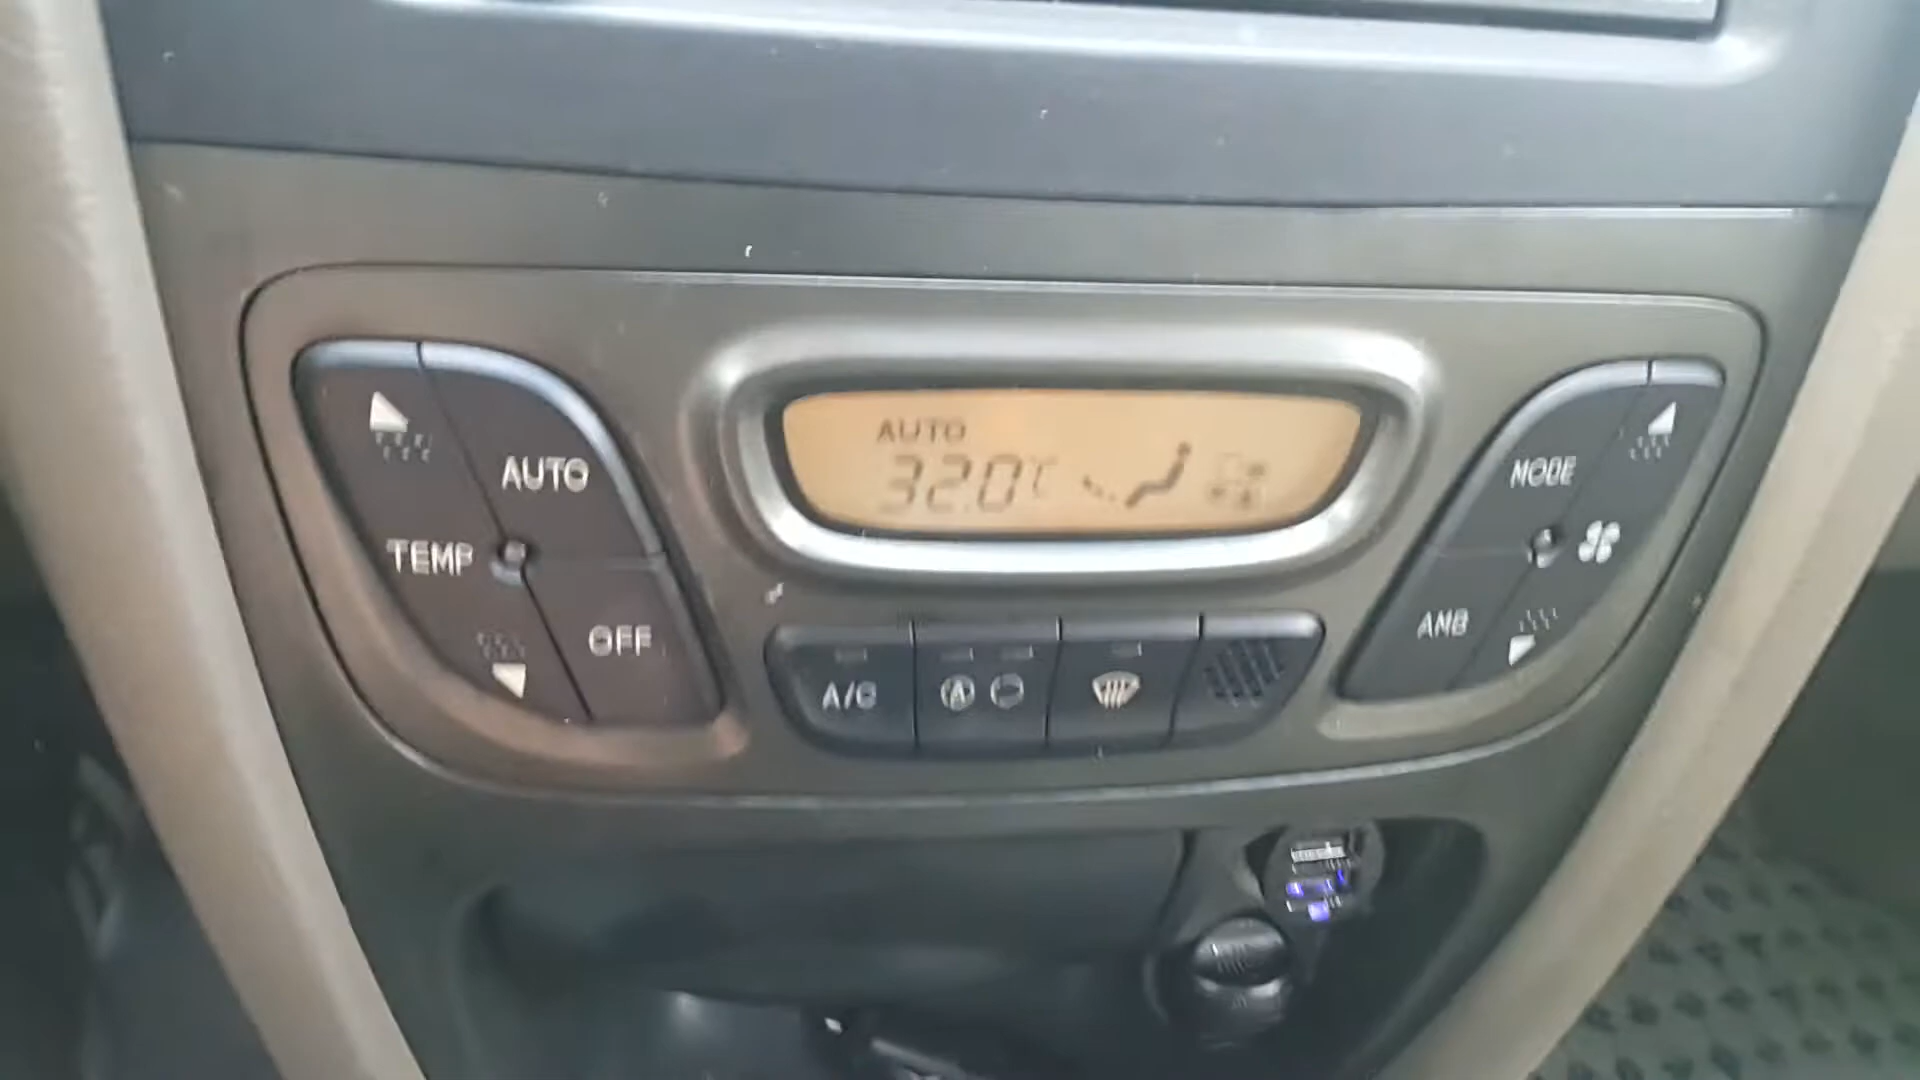 AUTO
32.0°C
AUTO
TEMP
OFF
A/C
A
MODE
AMB